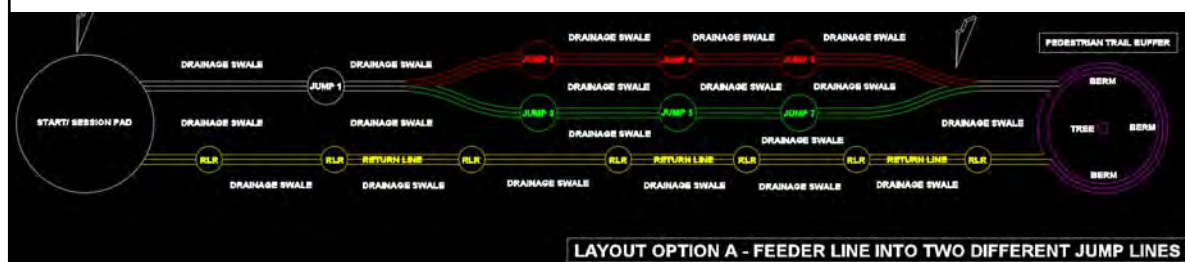 DRAINAGE SWALE DRAINAGE SWALE DRAINAGE SWALE
PEDESTRIAN TRAIL BUFFER
DRAINAGE SWALE DRAINAGE SWALE
JUMP JUMP 4 JUMP
JUMP 1
DRAINAGE SWALE DRAINAGE SWALE DRAINAGE SWALE
BERM
JUMP 3 JUMP 5 JUMP 7
START/ SESSION PAD
DRAINAGE SWALE DRAINAGE SWALE DRAINAGE SWALE
TREE BERM
DRAINAGE SWALE DRAINAGE SWALE
RLR RLR RETURN LINE RLR RLR RETURN LINE RLR RLR RETURN LINE RLR
BERM
DRAINAGE SWALE DRAINAGE SWALE DRAINAGE SWALE DRAINAGE SWALE DRAINAGE SWALE DRAINAGE SWALE
LAYOUT OPTION A - FEEDER LINE INTO TWO DIFFERENT JUMP LINES